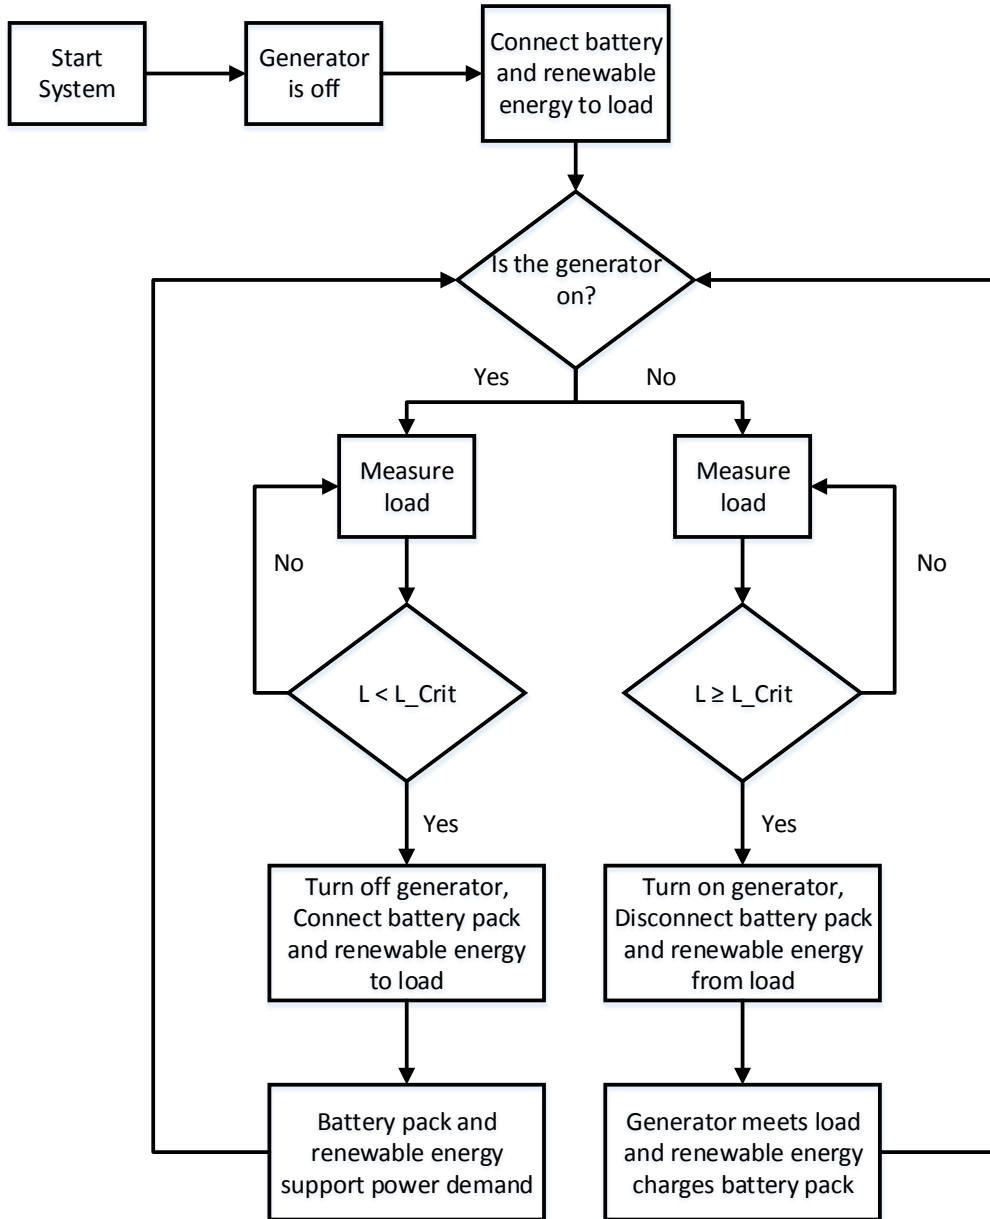 Start
System
Generator
is off
Connect battery
and renewable
energy to load
Is the generator
on?
Yes
No
Measure
load
Measure
load
No
No
L < L_Crit
L ≥ L_Crit
Yes
Yes
Turn off generator,
Connect battery pack
and renewable energy
to load
Turn on generator,
Disconnect battery pack
and renewable energy
from load
Battery pack and
renewable energy
support power demand
Generator meets load
and renewable energy
charges battery pack